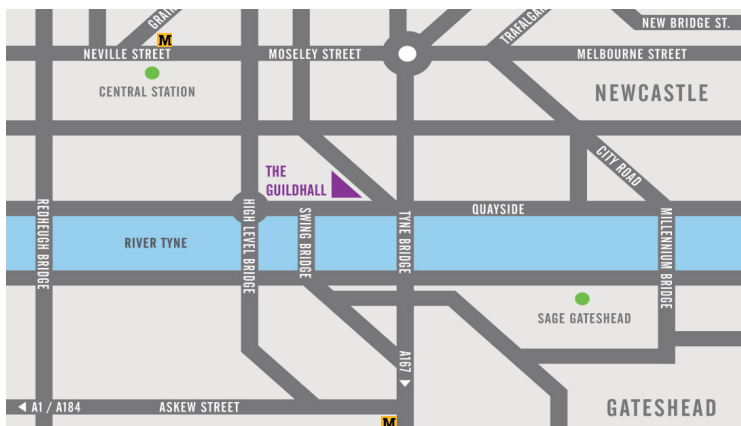 GRAIN
TRAFALGAR
NEW BRIDGE ST.
M
NEVILLE STREET
MOSELEY STREET
MELBOURNE STREET
CENTRAL STATION
NEWCASTLE
CITY ROAD
THE
GUILDHALL
QUAYSIDE
REDHEUGH BRIDGE
HIGH LEVEL BRIDGE
SWING BRIDGE
TYNE BRIDGE
MILLENNIUM BRIDGE
RIVER TYNE
SAGE GATESHEAD
A167
A1 / A184
ASKEW STREET
GATESHEAD
M